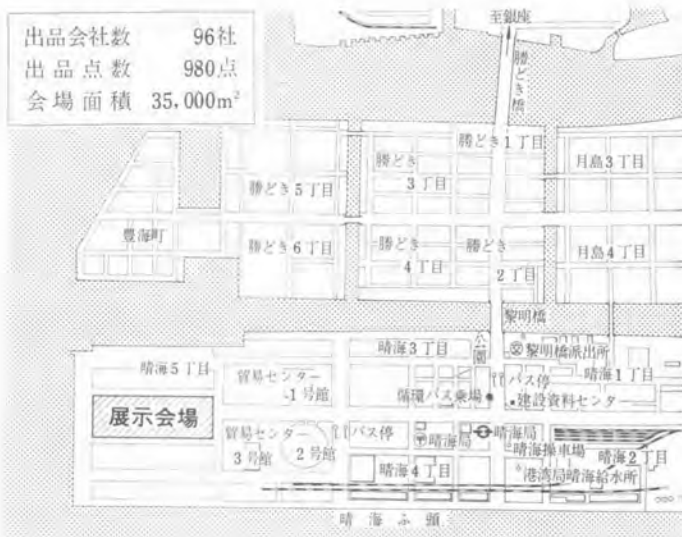 出品会社数 96社
出品点数 980点
会場面積 35,000m²
至銀座
勝どき橋
勝どき1丁目
勝どき
3丁目
月島3丁目
勝どき5丁目
豊海町
勝どき6丁目
勝どき
4丁目
勝どき
2丁目
月島4丁目
黎明橋
晴海3丁目
公園
黎明橋派出所
晴海5丁目
貿易センター
1号館
バス停
晴海1丁目
循環バス乗場
建設資料センター
展示会場
貿易センター
3号館
2号館
バス停
晴海局
晴海局
晴海操車場
晴海2丁目
港湾局晴海給水所
晴海4丁目
晴海ふ頭